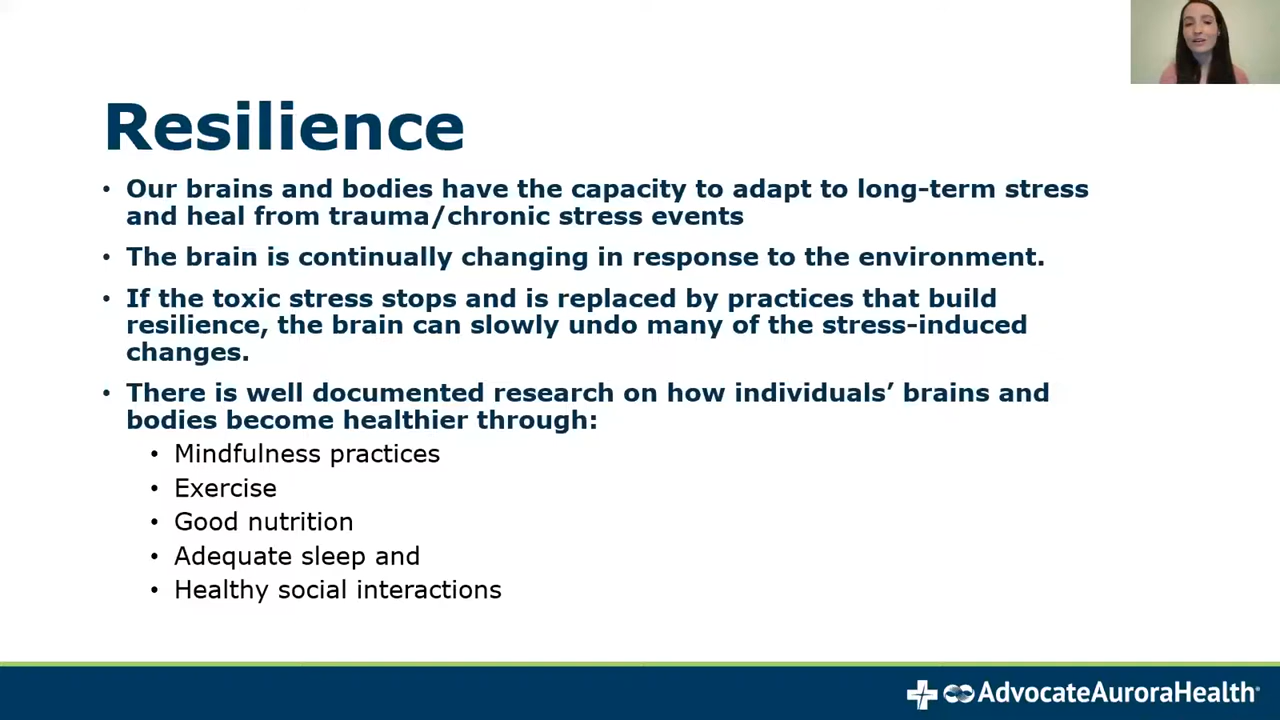 Resilience
• Our brains and bodies have the capacity to adapt to long-term stress
and heal from trauma/chronic stress events
• The brain is continually changing in response to the environment.
• If the toxic stress stops and is replaced by practices that build
resilience, the brain can slowly undo many of the stress-induced
changes.
• There is well documented research on how individuals’ brains and
bodies become healthier through:
• Mindfulness practices
• Exercise
• Good nutrition
• Adequate sleep and
• Healthy social interactions
AdvocateAuroraHealth®